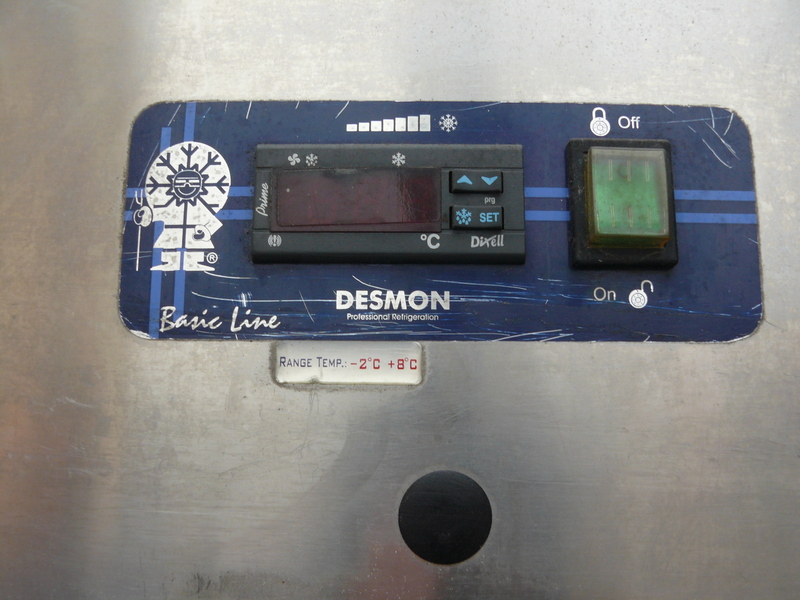 Off
Prime
prg
SET
°C
Dixell
On
DESMON
Professional Refrigeration
Basic Line
®
RANGE TEMP.: -2°C +8°C